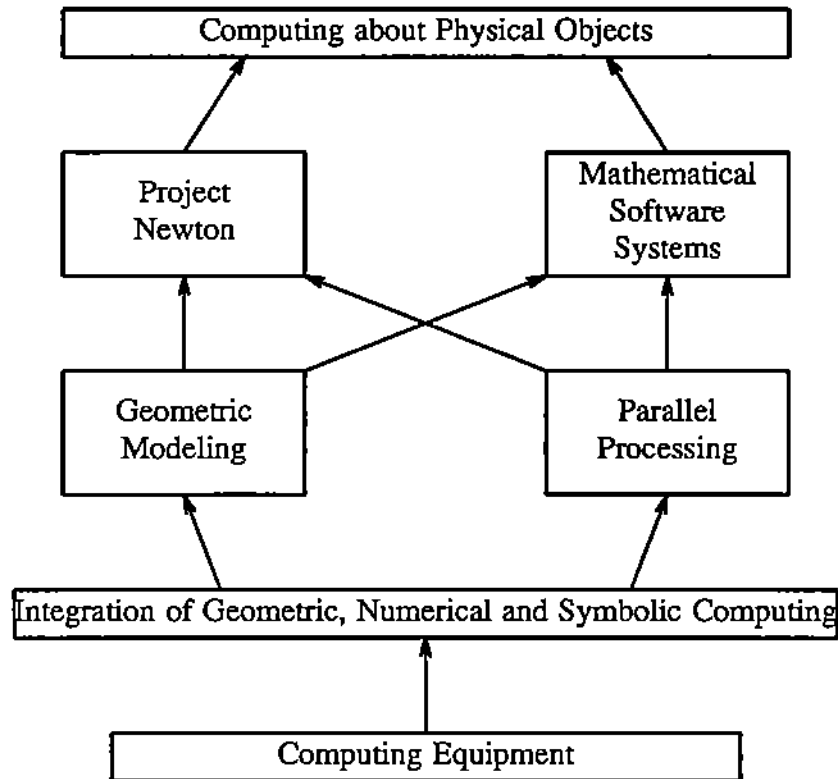 Computing about Physical Objects
Project
Newton
Mathematical
Software
Systems
Geometric
Modeling
Parallel
Processing
Integration of Geometric, Numerical and Symbolic Computing
Computing Equipment